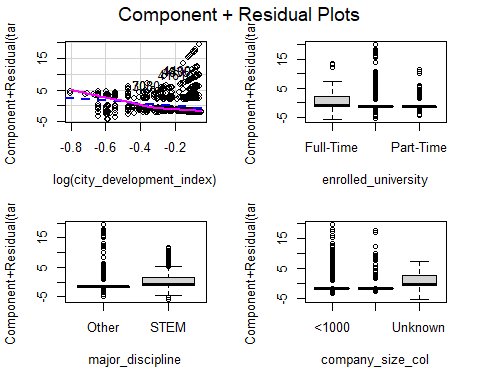 Component + Residual Plots
Component+Residual(tar
15
5
-5
-0.8
-0.6
-0.4
-0.2
log(city_development_index)
Component+Residual(tar
15
5
-5
Full-Time
Part-Time
enrolled_university
Component+Residual(tar
15
5
-5
Other
STEM
major_discipline
Component+Residual(tar
15
5
-5
<1000
Unknown
company_size_col